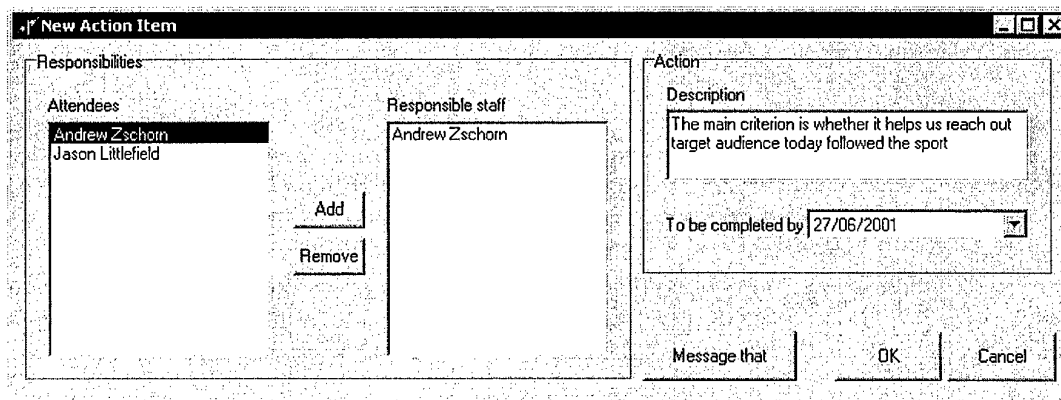 New Action Item
Responsibilities
Attendees
Andrew Zschorn
Jason Littlefield
Add
Remove
Responsible staff
Andrew Zschorn
Action
Description
The main criterion is whether it helps us reach out
target audience today followed the sport
To be completed by 27/06/2001
Message that
OK
Cancel